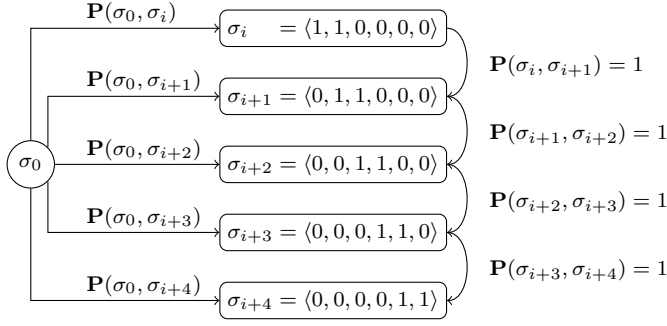 P(σ0, σi)
σi = ⟨1, 1, 0, 0, 0, 0⟩
P(σi, σi+1) = 1
P(σ0, σi+1)
σi+1 = ⟨0, 1, 1, 0, 0, 0⟩
P(σi+1, σi+2) = 1
σ0
P(σ0, σi+2)
σi+2 = ⟨0, 0, 1, 1, 0, 0⟩
P(σi+2, σi+3) = 1
P(σ0, σi+3)
σi+3 = ⟨0, 0, 0, 1, 1, 0⟩
P(σi+3, σi+4) = 1
P(σ0, σi+4)
σi+4 = ⟨0, 0, 0, 0, 1, 1⟩